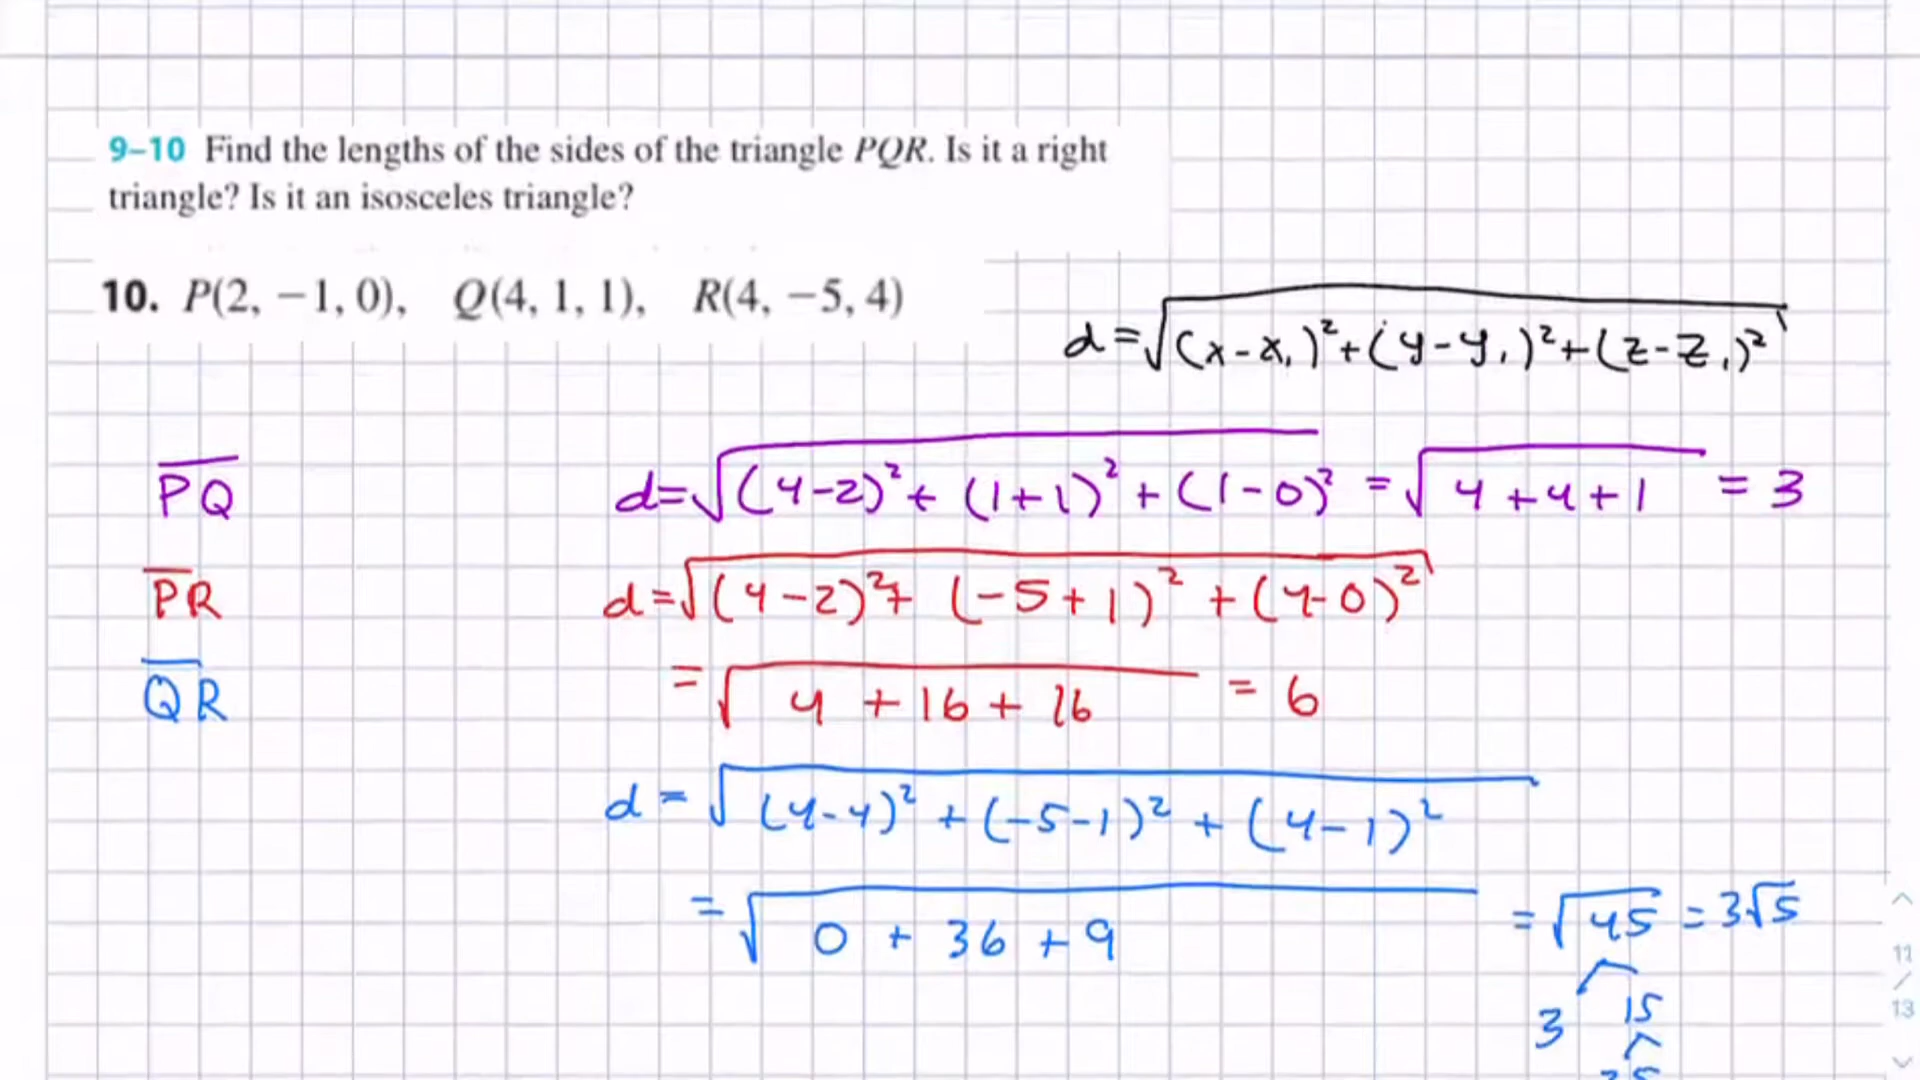 9–10 Find the lengths of the sides of the triangle PQR. Is it a right
triangle? Is it an isosceles triangle?
10. P(2, −1, 0), Q(4, 1, 1), R(4, −5, 4)
d=√(x-x₁)²+(y-y₁)²+(z-z₁)²
PQ d=√(4-2)²+(1+1)²+(1-0)² = √4+4+1 = 3
PR d=√(4-2)²+(-5+1)²+(4-0)²
= √4+16+16 = 6
QR
d = √(4-4)²+(-5-1)²+(4-1)²
= √0+36+9 = √45 = 3√5
3 15
11
/
13